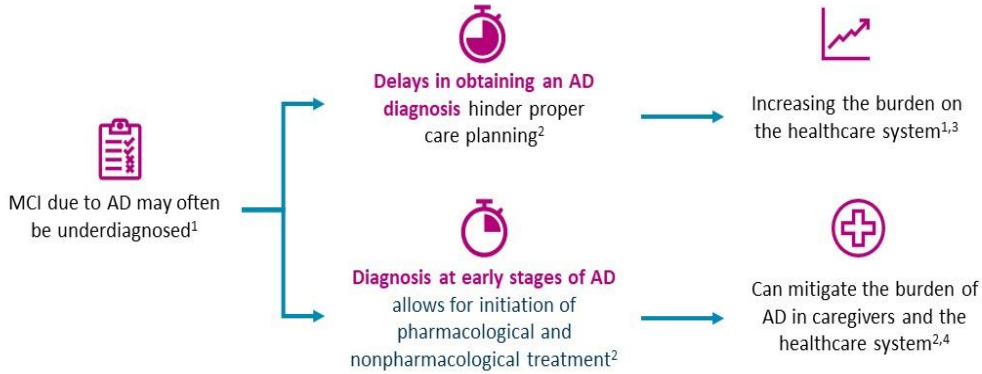 MCI due to AD may often
be underdiagnosed¹
Delays in obtaining an AD
diagnosis hinder proper
care planning²
Increasing the burden on
the healthcare system¹,³
Diagnosis at early stages of AD
allows for initiation of
pharmacological and
nonpharmacological treatment²
Can mitigate the burden of
AD in caregivers and the
healthcare system²,⁴